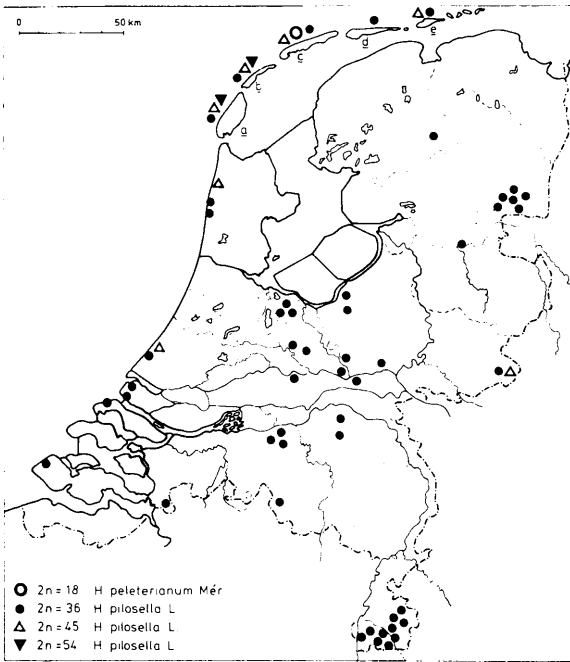 0 50 km
e
d
c
b
a
2n = 18 H peleterianum Mér
2n = 36 H pilosella L
2n = 45 H pilosella L
2n = 54 H pilosella L